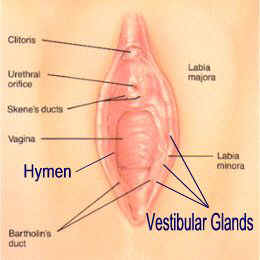 Clitoris
Labia
majora
Urethral
orifice
Skene's ducts
Vagina
Hymen
Labia
minora
Vestibular Glands
Bartholin's
duct